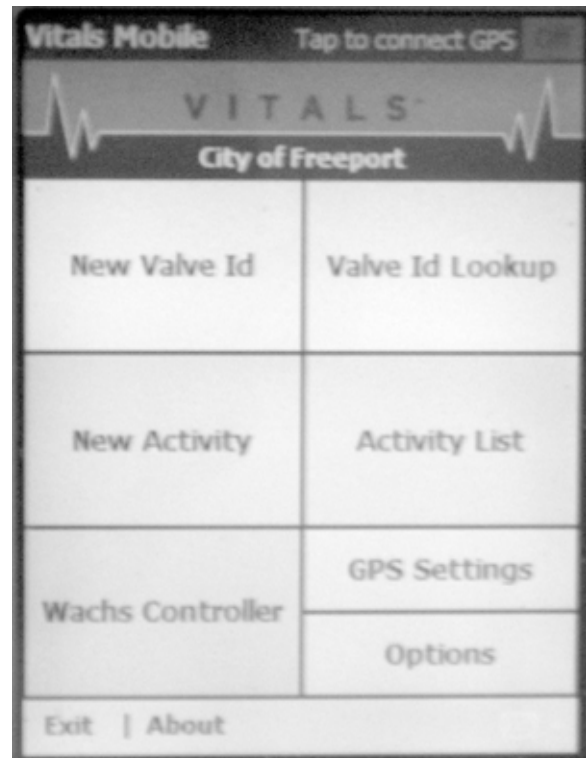 Vitals Mobile Tap to connect GPS
VITALS
City of Freeport
New Valve Id Valve Id Lookup
New Activity Activity List
GPS Settings
Wachs Controller
Options
Exit | About